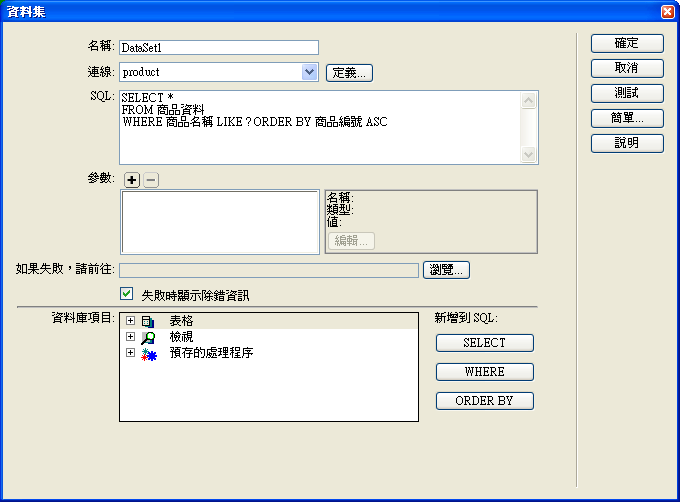 資料集
名稱: DataSet1
確定
連線: product 定義...
取消
SQL: SELECT *
FROM 商品資料
WHERE 商品名稱 LIKE ? ORDER BY 商品編號 ASC
測試
簡單...
說明
參數:
名稱:
類型:
值:
編輯...
如果失敗，請前往: 瀏覽...
失敗時顯示除錯資訊
資料庫項目: 表格
檢視
預存的處理程序
新增到 SQL:
SELECT
WHERE
ORDER BY